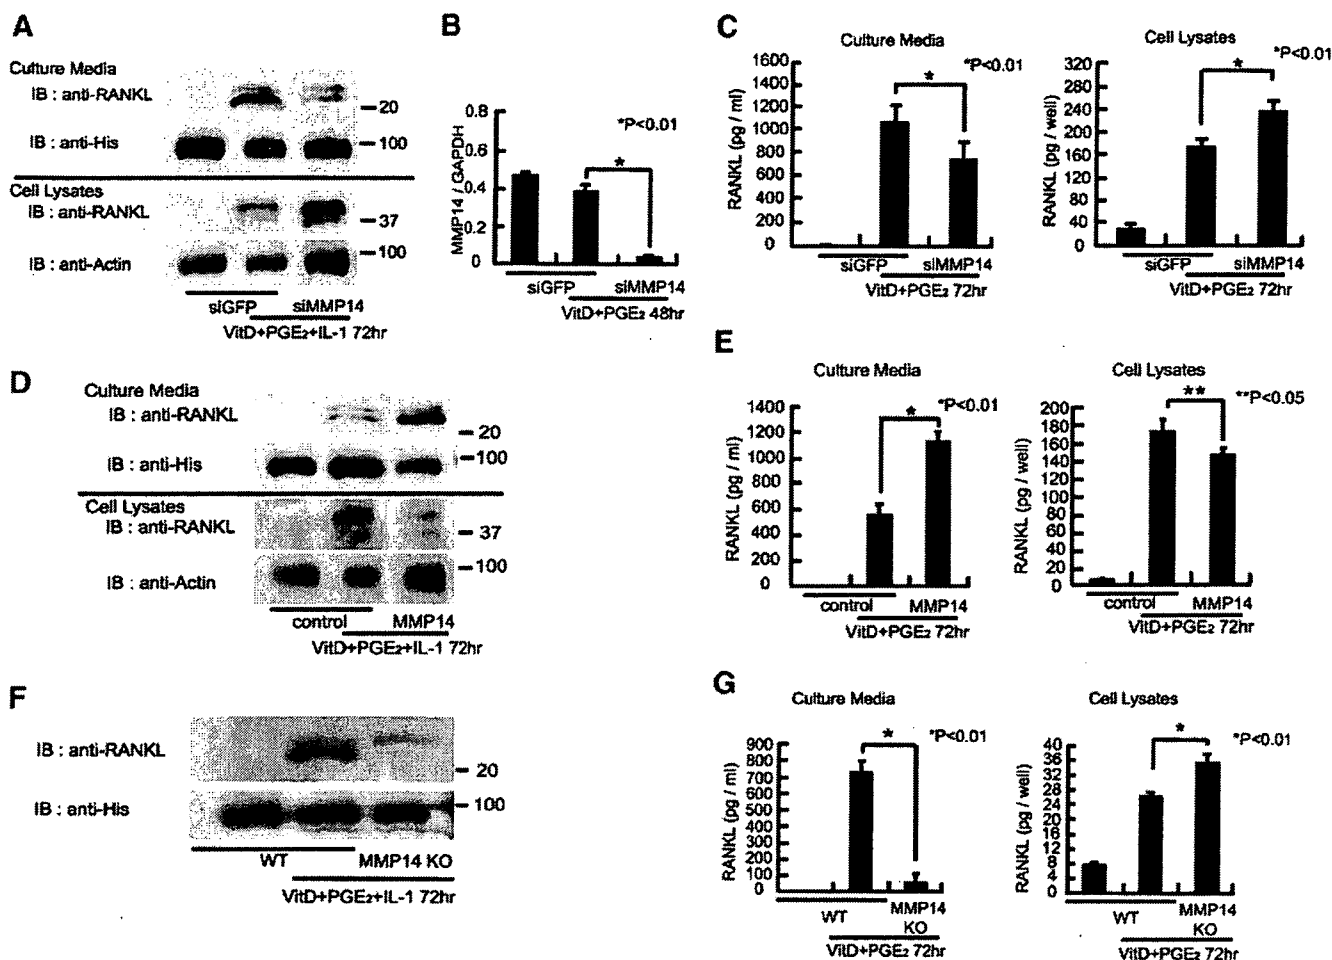 A
Culture Media
IB : anti-RANKL
20
IB : anti-His
100
Cell Lysates
IB : anti-RANKL
37
100
IB : anti-Actin
siGFP siMMP14
VitD+PGE₂+IL-1 72hr
B
MMP14 / GAPDH
0.8
0.6
0.4
0.2
0
*P<0.01
*
siGFP siMMP14
VitD+PGE₂ 48hr
C
Culture Media
RANKL (pg / ml)
1600
1400
1200
1000
800
600
400
200
0
*
*P<0.01
siGFP siMMP14
VitD+PGE₂ 72hr
Cell Lysates
RANKL (pg / well)
320
280
240
200
160
120
80
40
0
*
*P<0.01
siGFP siMMP14
VitD+PGE₂ 72hr
D
Culture Media
IB : anti-RANKL
20
IB : anti-His
100
Cell Lysates
IB : anti-RANKL
37
100
IB : anti-Actin
control MMP14
VitD+PGE₂+IL-1 72hr
E
Culture Media
RANKL (pg / ml)
1400
1200
1000
800
600
400
200
0
*
*P<0.01
control MMP14
VitD+PGE₂ 72hr
Cell Lysates
RANKL (pg / well)
200
180
160
140
120
100
80
60
40
20
0
**
**P<0.05
control MMP14
VitD+PGE₂ 72hr
F
IB : anti-RANKL
20
IB : anti-His
100
WT MMP14 KO
VitD+PGE₂+IL-1 72hr
G
Culture Media
RANKL (pg / ml)
900
800
700
600
500
400
300
200
100
0
*
*P<0.01
WT MMP14
KO
VitD+PGE₂ 72hr
Cell Lysates
RANKL (pg / well)
40
36
32
28
24
20
16
12
8
4
0
*
*P<0.01
WT MMP14
KO
VitD+PGE₂ 72hr